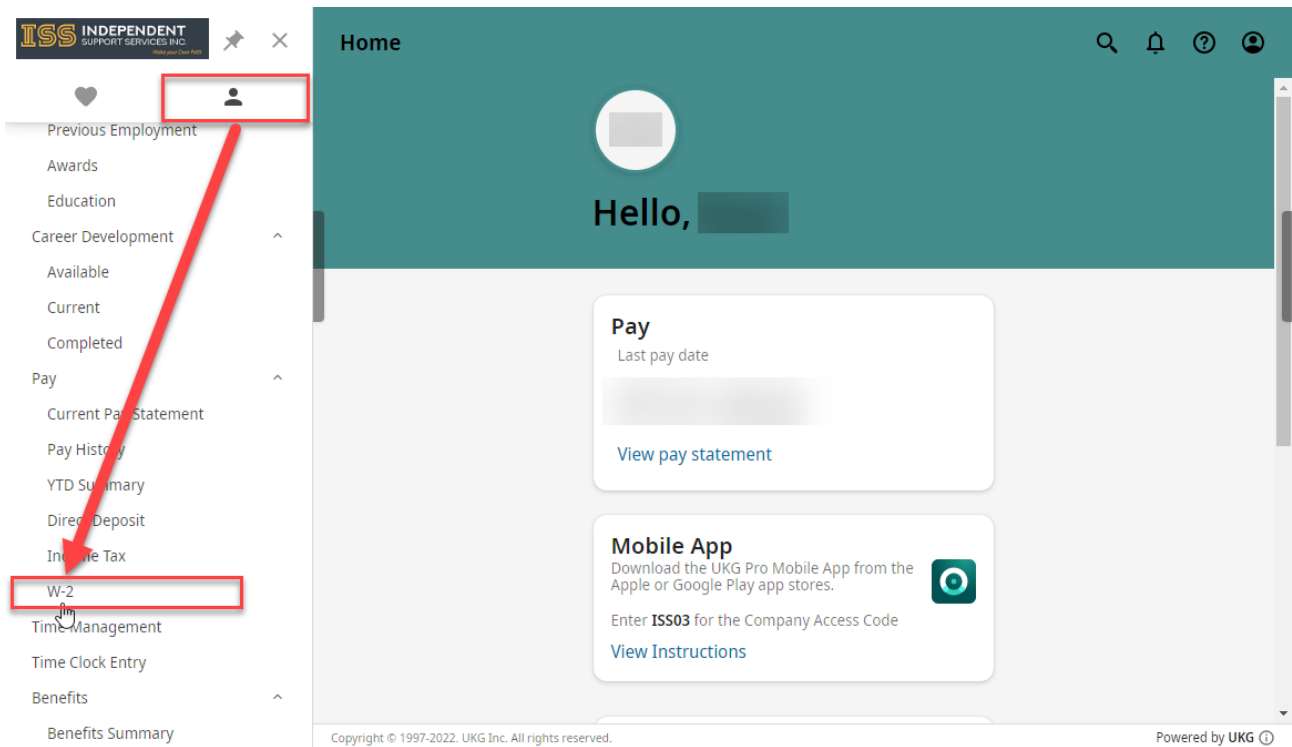 ISS INDEPENDENT
SUPPORT SERVICES INC.
Make your Own Path
Previous Employment
Awards
Education
Career Development
Available
Current
Completed
Pay
Current Pay Statement
Pay History
YTD Summary
Direct Deposit
Income Tax
W-2
Time Management
Time Clock Entry
Benefits
Benefits Summary
Home
Hello,
Pay
Last pay date
View pay statement
Mobile App
Download the UKG Pro Mobile App from the
Apple or Google Play app stores.
Enter ISS03 for the Company Access Code
View Instructions
Copyright © 1997-2022. UKG Inc. All rights reserved.
Powered by UKG